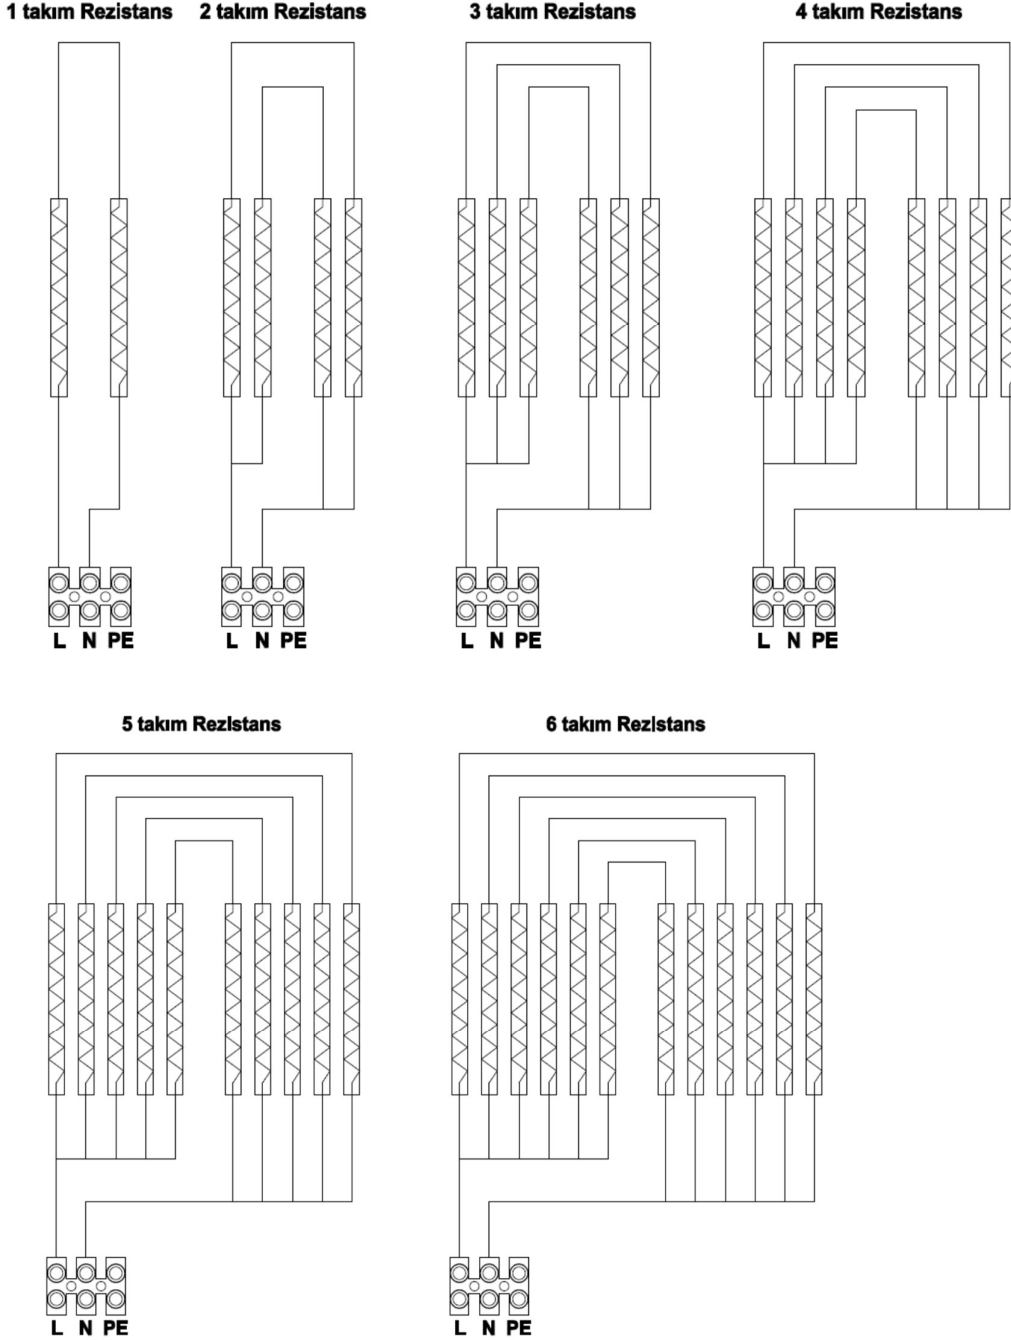 1 takım Rezistans
2 takım Rezistans
3 takım Rezistans
4 takım Rezistans
L N PE
L N PE
L N PE
L N PE
5 takım Rezistans
6 takım Rezistans
L N PE
L N PE